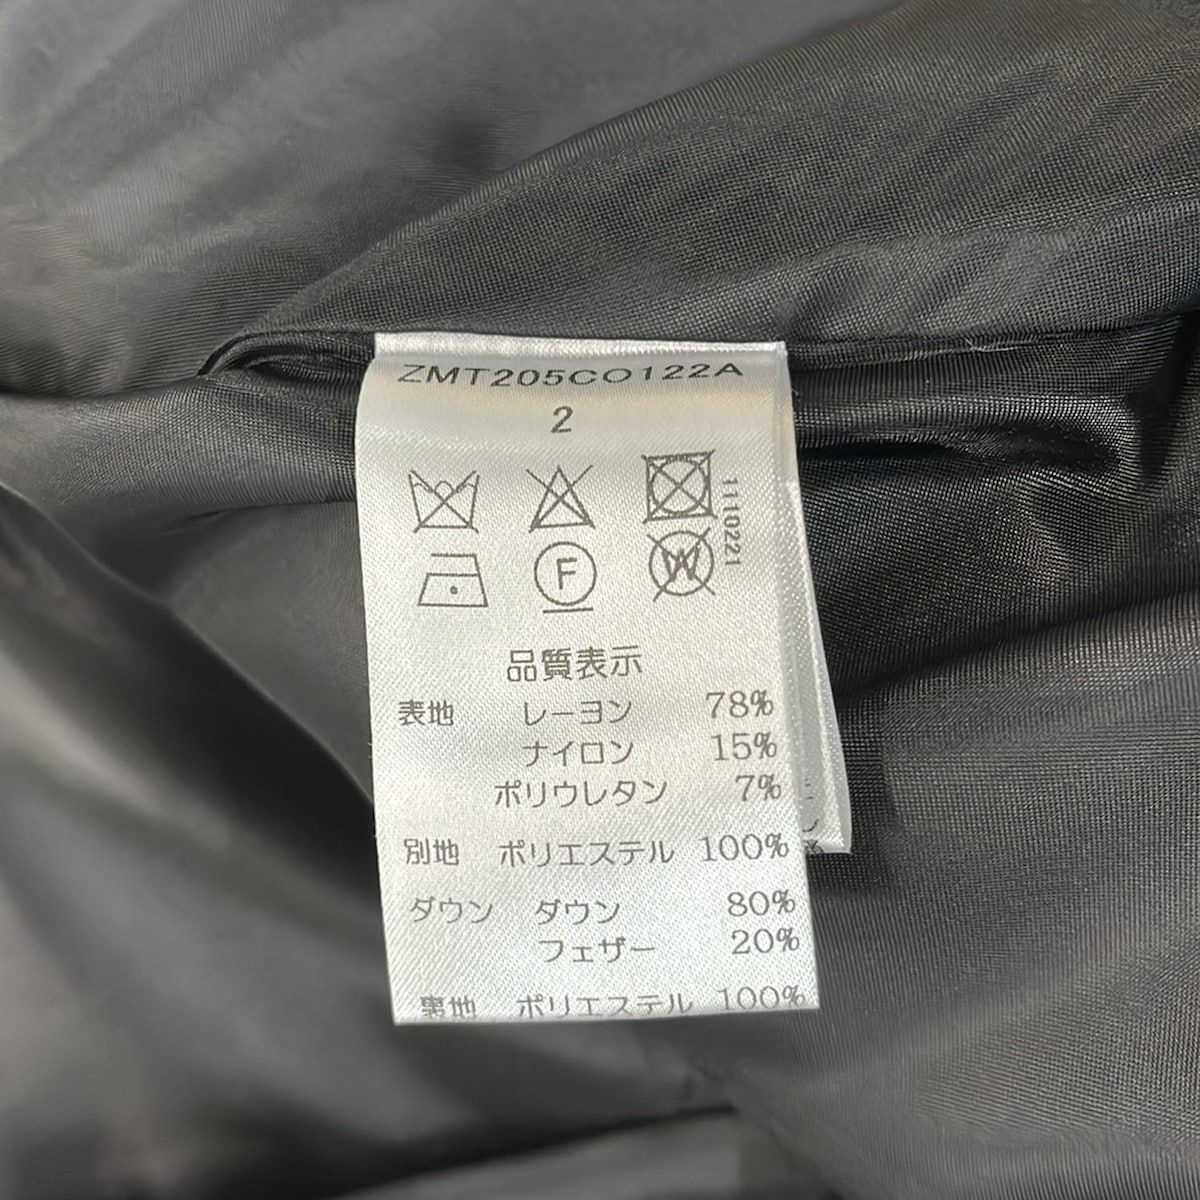 ZMT205CO122A
2
1110221
F
W
品質表示
表地 レーヨン 78%
ナイロン 15%
ポリウレタン 7%
別地 ポリエステル 100%
ダウン ダウン 80%
フェザー 20%
裏地 ポリエステル 100%